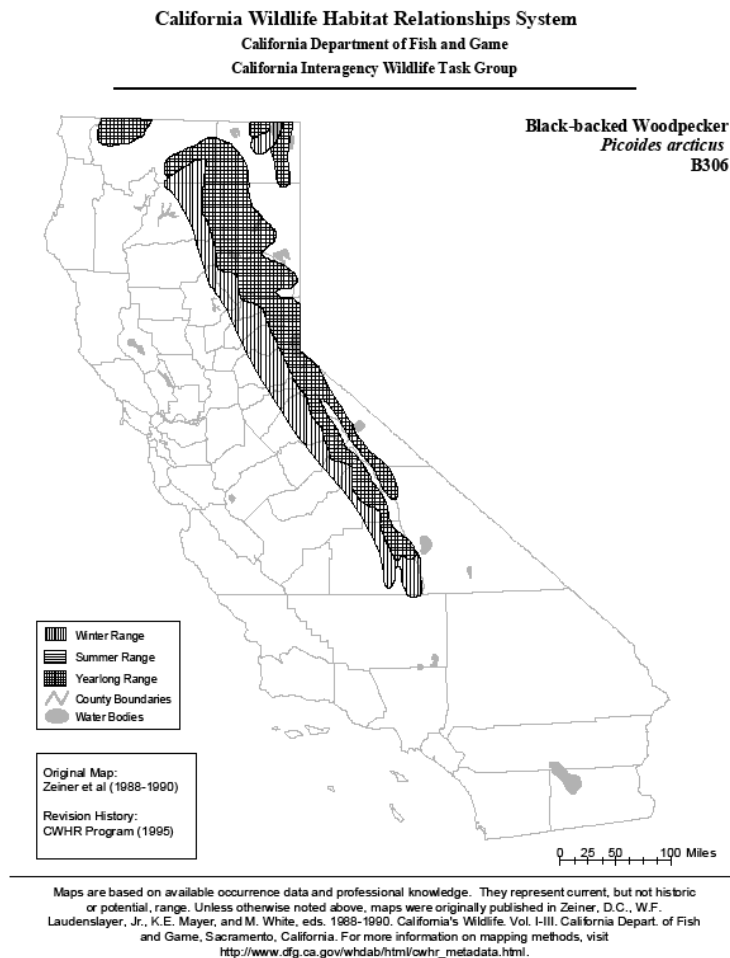 California Wildlife Habitat Relationships System
California Department of Fish and Game
California Interagency Wildlife Task Group
Black-backed Woodpecker
Picoides arcticus
B306
Winter Range
Summer Range
Yearlong Range
County Boundaries
Water Bodies
Original Map:
Zeiner et al (1988-1990)
Revision History:
CWHR Program (1995)
0 25 50 100 Miles
Maps are based on available occurrence data and professional knowledge. They represent current, but not historic
or potential, range. Unless otherwise noted above, maps were originally published in Zeiner, D.C., W.F.
Laudenslayer, Jr., K.E. Mayer, and M. White, eds. 1988-1990. California's Wildlife. Vol. I-III. California Depart. of Fish
and Game, Sacramento, California. For more information on mapping methods, visit
http://www.dfg.ca.gov/whdab/html/cwhr_metadata.html.